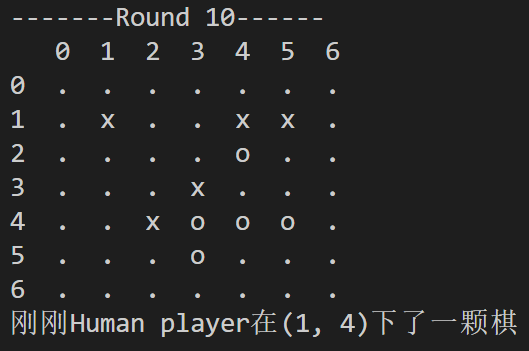 -------Round 10------
   0  1  2  3  4  5  6
0  .  .  .  .  .  .  .
1  .  x  .  .  x  x  .
2  .  .  .  .  o  .  .
3  .  .  .  x  .  .  .
4  .  .  x  o  o  o  .
5  .  .  .  o  .  .  .
6  .  .  .  .  .  .  .
刚刚Human player在(1, 4)下了一颗棋